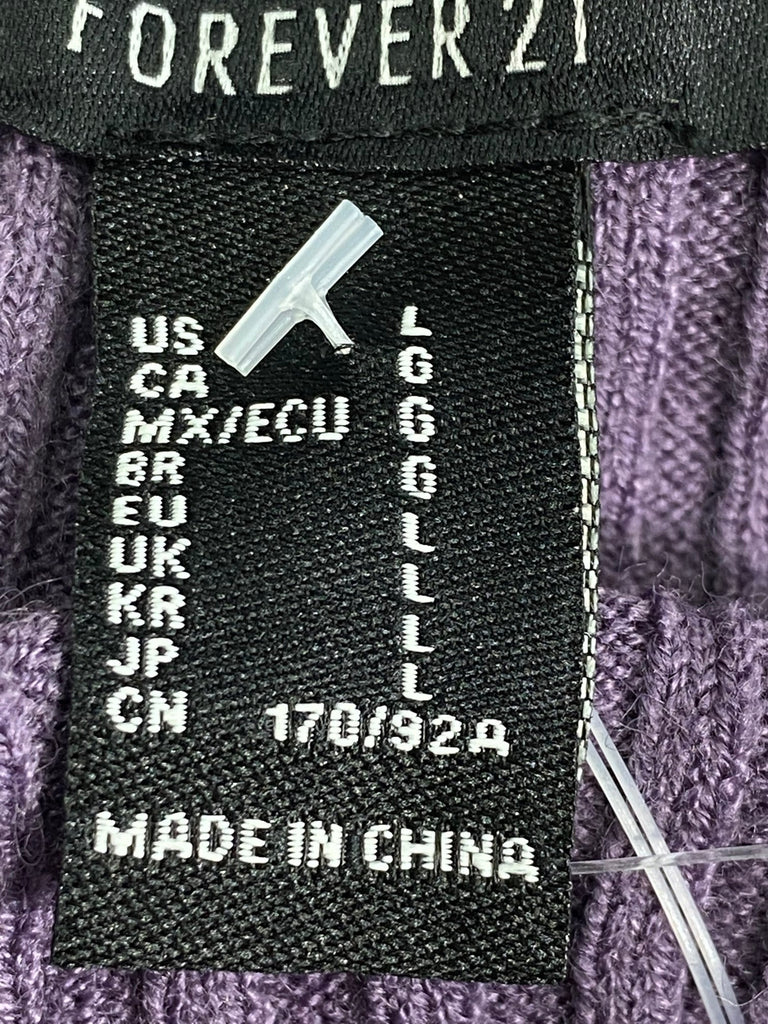 FOREVER 21
US L
CA G
MX/ECU G
BR G
EU L
UK L
KR L
JP L
CN 170/92A
MADE IN CHINA